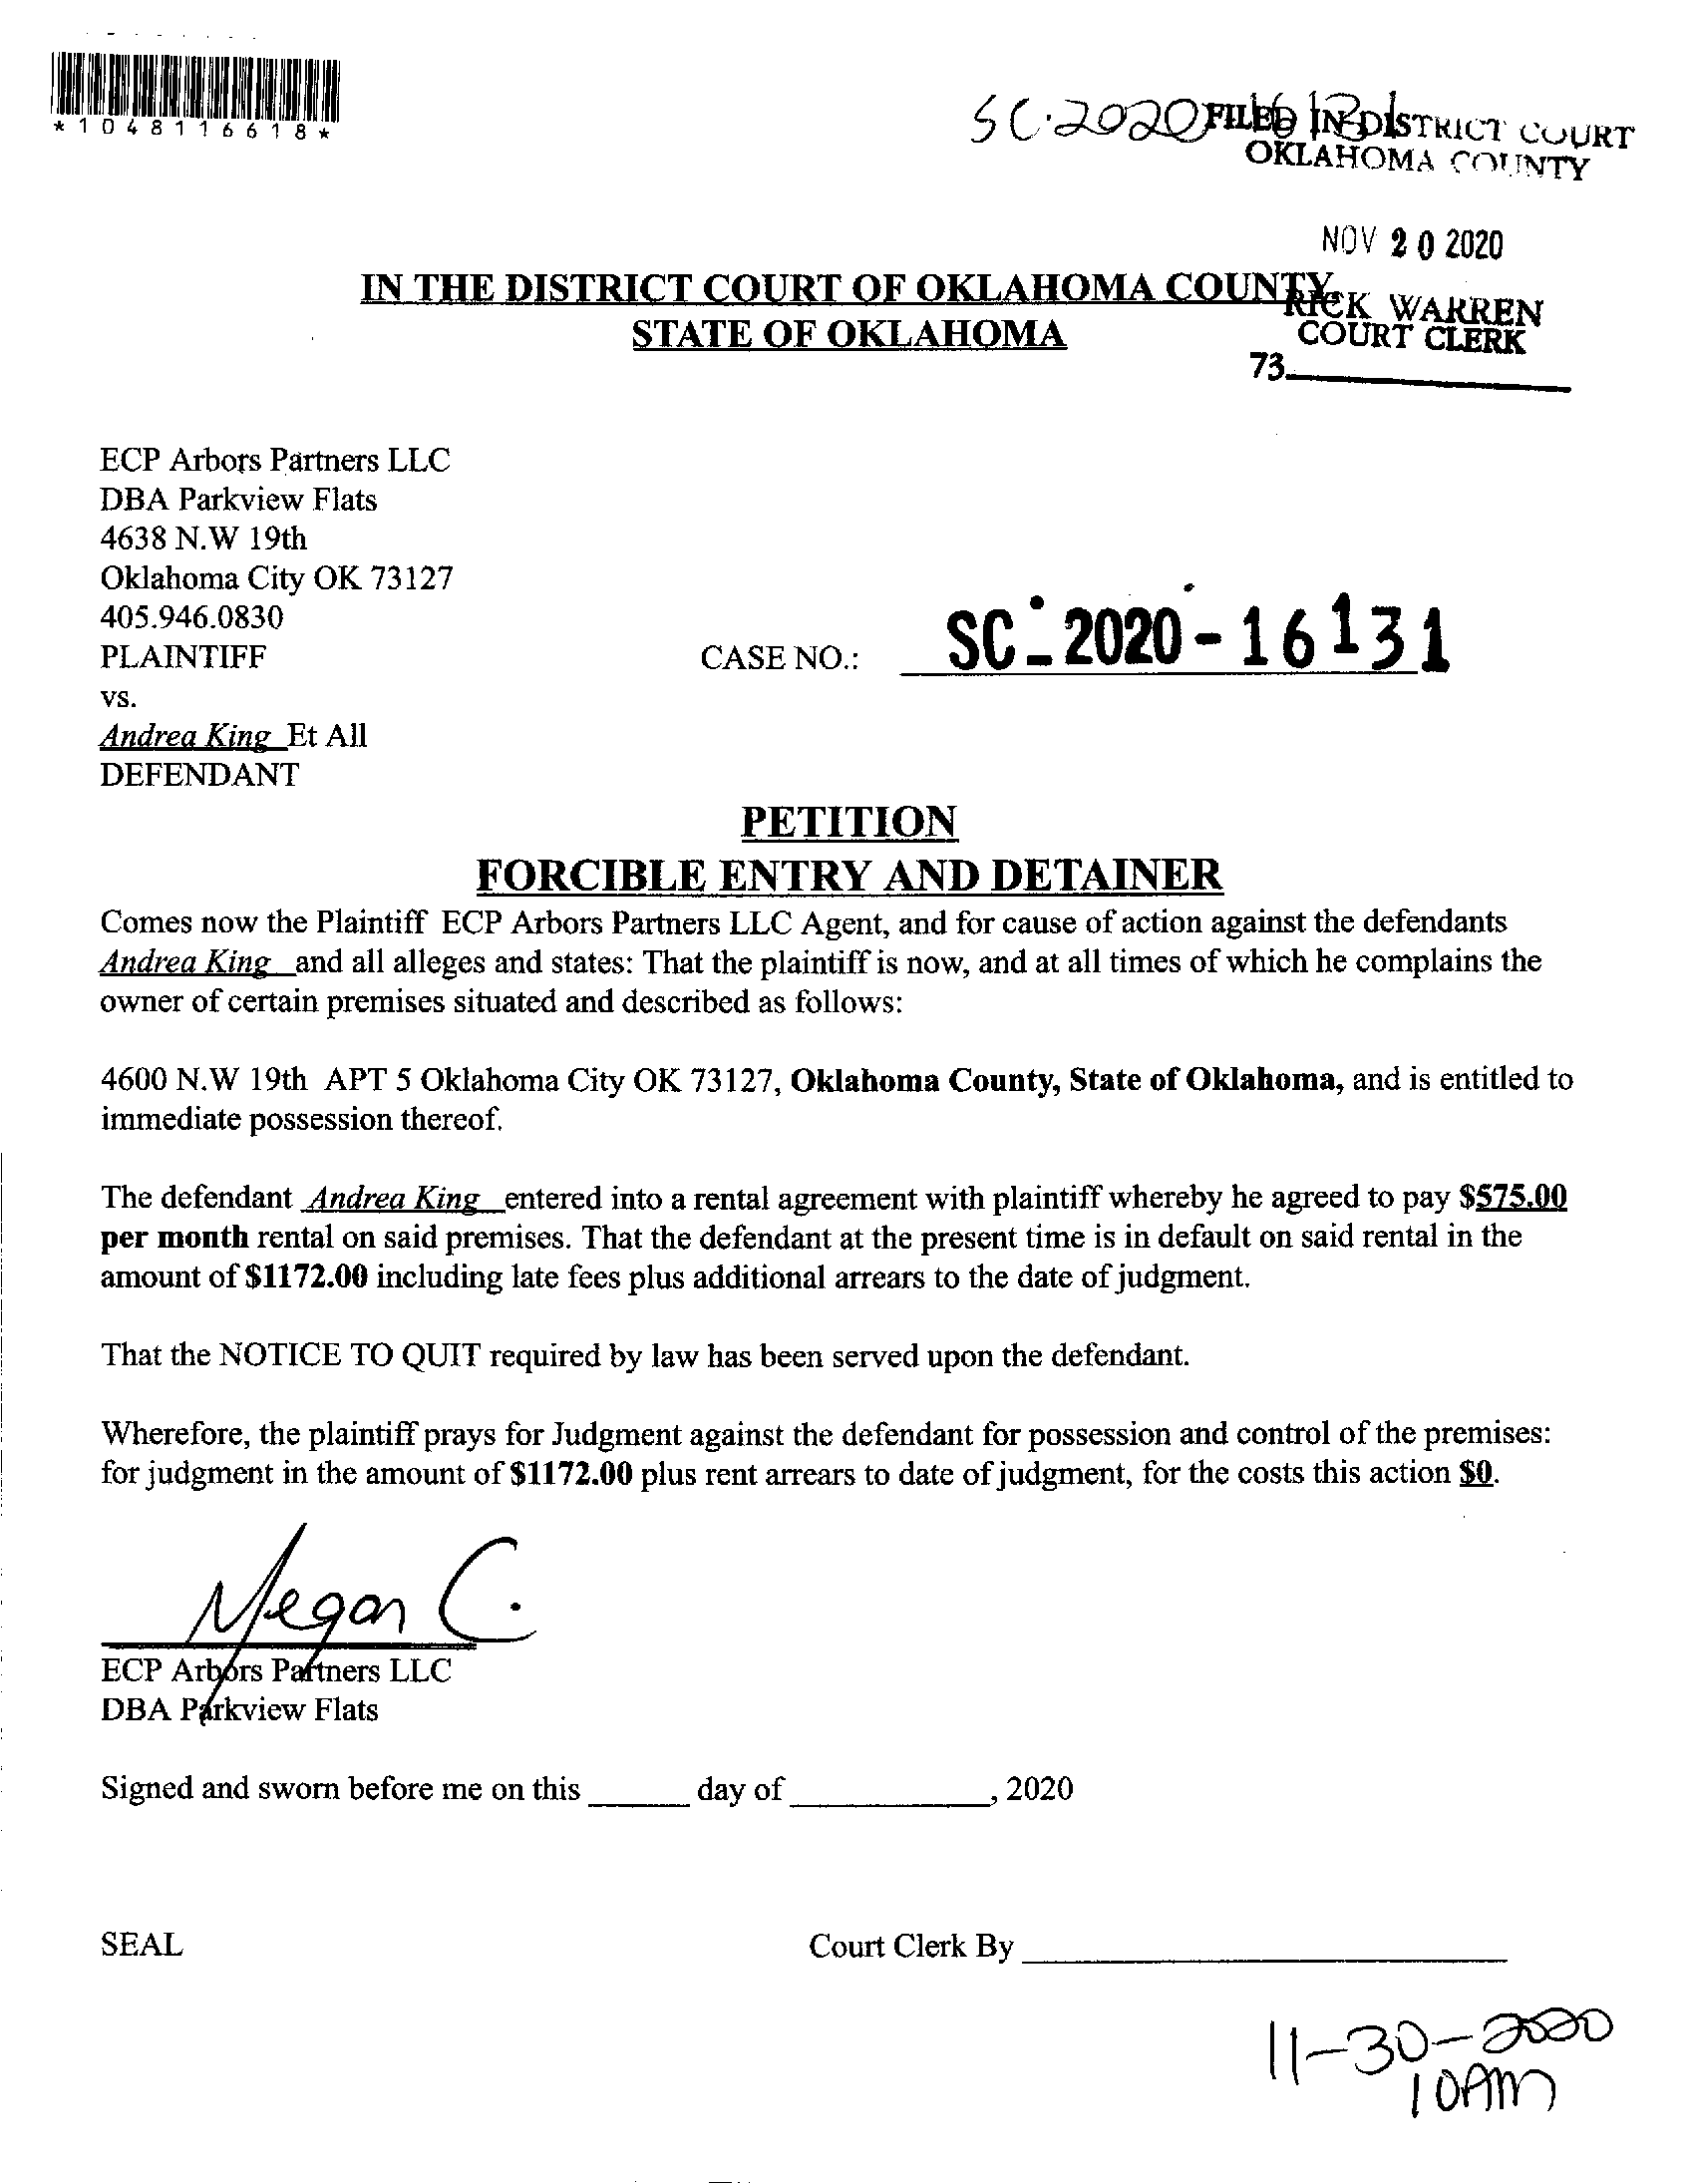 *1048116618*
SC-2020-16131
FILED IN DISTRICT COURT
OKLAHOMA COUNTY
NOV 20 2020
RICK WARREN
COURT CLERK
73
IN THE DISTRICT COURT OF OKLAHOMA COUNTY
STATE OF OKLAHOMA
ECP Arbors Partners LLC
DBA Parkview Flats
4638 N.W 19th
Oklahoma City OK 73127
405.946.0830
PLAINTIFF
CASE NO.: SC-2020-16131
vs.
Andrea King Et All
DEFENDANT
PETITION
FORCIBLE ENTRY AND DETAINER
Comes now the Plaintiff ECP Arbors Partners LLC Agent, and for cause of action against the defendants
Andrea King and all alleges and states: That the plaintiff is now, and at all times of which he complains the
owner of certain premises situated and described as follows:
4600 N.W 19th APT 5 Oklahoma City OK 73127, Oklahoma County, State of Oklahoma, and is entitled to
immediate possession thereof.
The defendant Andrea King entered into a rental agreement with plaintiff whereby he agreed to pay $575.00
per month rental on said premises. That the defendant at the present time is in default on said rental in the
amount of $1172.00 including late fees plus additional arrears to the date of judgment.
That the NOTICE TO QUIT required by law has been served upon the defendant.
Wherefore, the plaintiff prays for Judgment against the defendant for possession and control of the premises:
for judgment in the amount of $1172.00 plus rent arrears to date of judgment, for the costs this action $0.
Megan C.
ECP Arbors Partners LLC
DBA Parkview Flats
Signed and sworn before me on this ______ day of ____________, 2020
SEAL
Court Clerk By ______________________________
11-30-2020
10AM